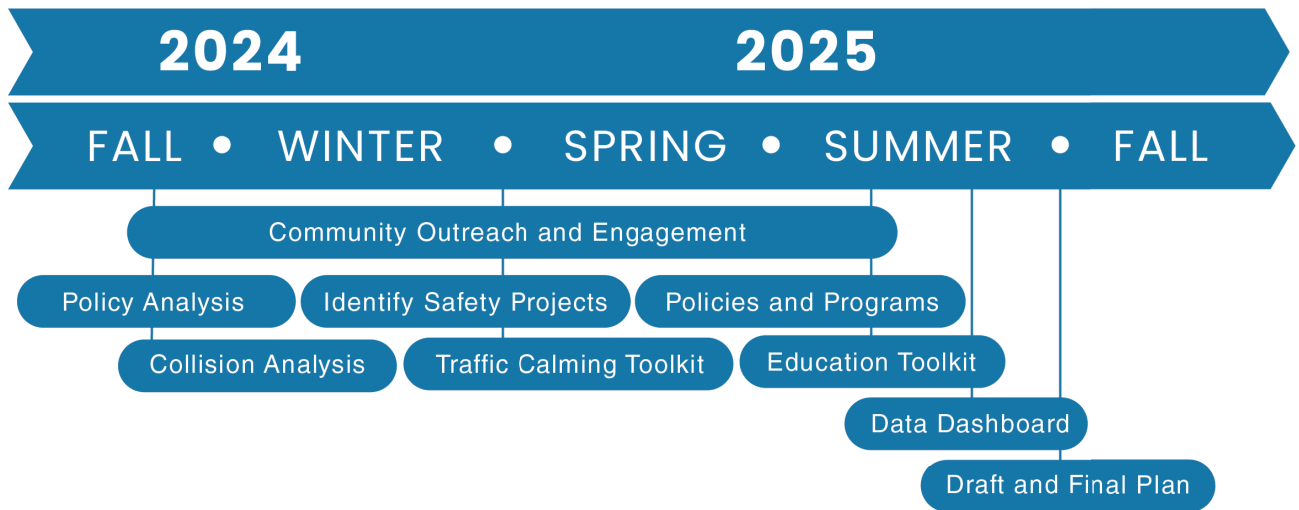 2024 2025
FALL • WINTER • SPRING • SUMMER • FALL
Community Outreach and Engagement
Policy Analysis Identify Safety Projects Policies and Programs
Collision Analysis Traffic Calming Toolkit Education Toolkit
Data Dashboard
Draft and Final Plan